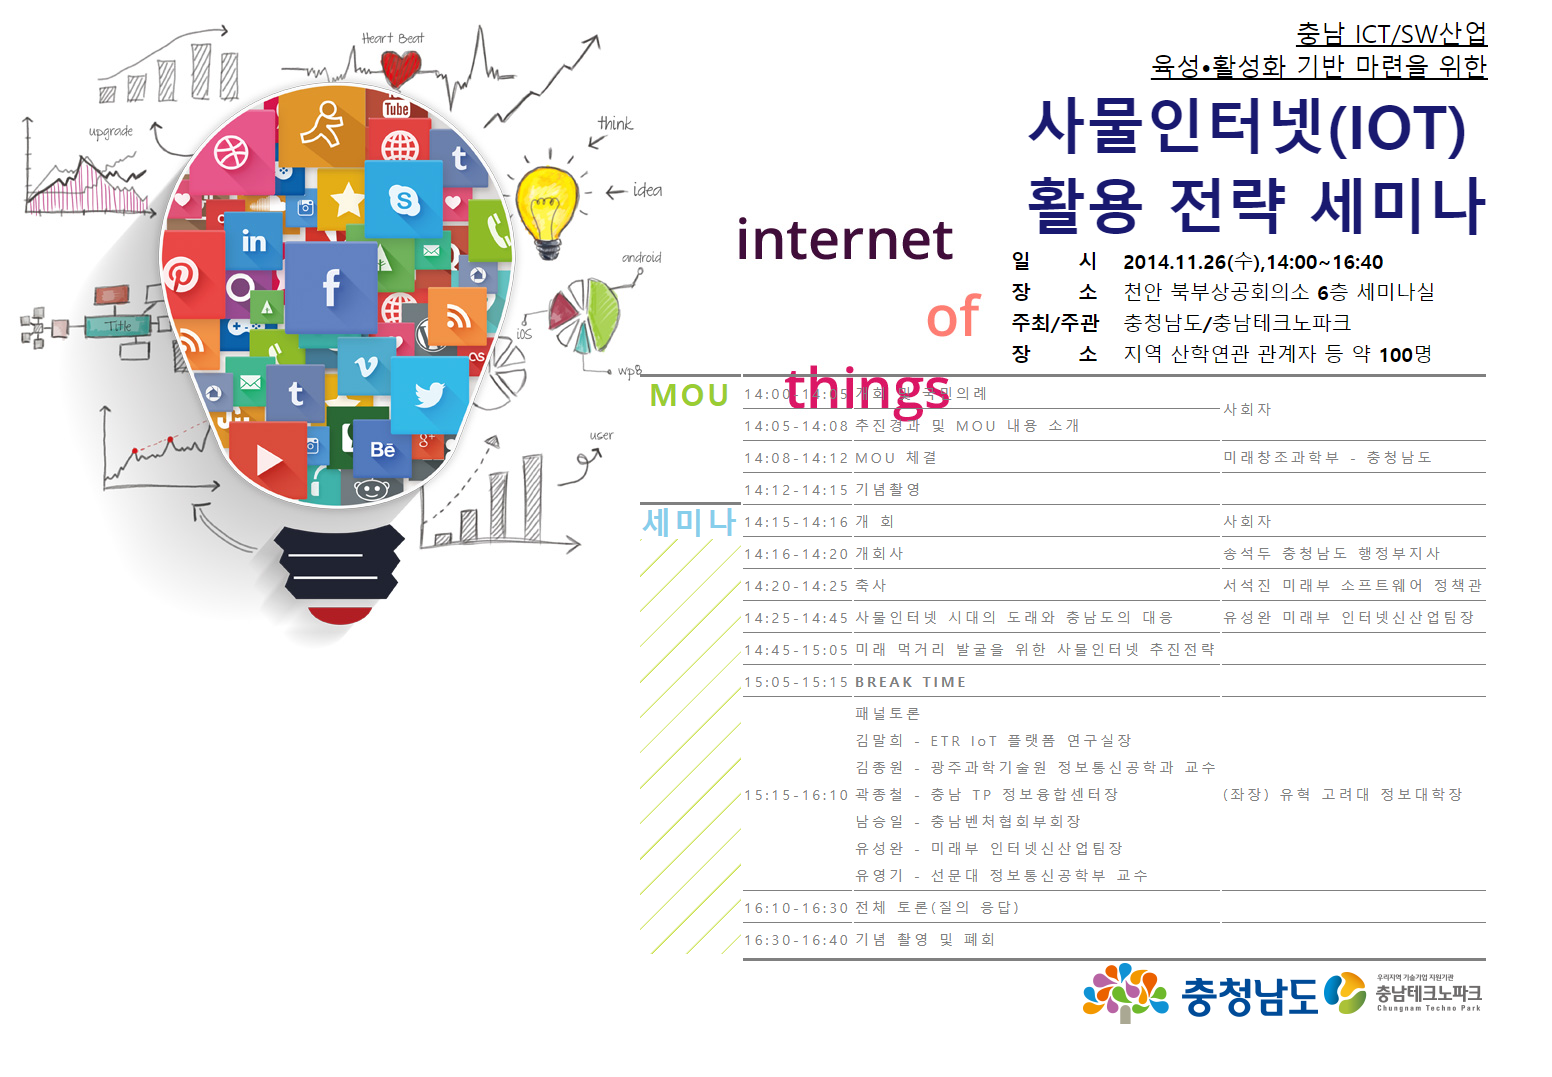 Heart Beat
upgrade
think
idea
android
iOS
wp8
Title
user
You
Tube
in
f
t
Bē
g+
충남 ICT/SW산업
육성•활성화 기반 마련을 위한
사물인터넷(IOT)
활용 전략 세미나
internet
of
things
일 시 2014.11.26(수),14:00~16:40
장 소 천안 북부상공회의소 6층 세미나실
주최/주관 충청남도/충남테크노파크
장 소 지역 산학연관 관계자 등 약 100명
MOU
14:00-14:05 개회 및 국민의례 사회자
14:05-14:08 추진경과 및 MOU 내용 소개
14:08-14:12 MOU 체결 미래창조과학부 - 충청남도
14:12-14:15 기념촬영
세미나
14:15-14:16 개 회 사회자
14:16-14:20 개회사 송석두 충청남도 행정부지사
14:20-14:25 축사 서석진 미래부 소프트웨어 정책관
14:25-14:45 사물인터넷 시대의 도래와 충남도의 대응 유성완 미래부 인터넷신산업팀장
14:45-15:05 미래 먹거리 발굴을 위한 사물인터넷 추진전략
15:05-15:15 BREAK TIME
패널토론
김말희 - ETR IoT 플랫폼 연구실장
김종원 - 광주과학기술원 정보통신공학과 교수
15:15-16:10 곽종철 - 충남 TP 정보융합센터장 (좌장) 유혁 고려대 정보대학장
남승일 - 충남벤처협회부회장
유성완 - 미래부 인터넷신산업팀장
유영기 - 선문대 정보통신공학부 교수
16:10-16:30 전체 토론(질의 응답)
16:30-16:40 기념 촬영 및 폐회
충청남도
우리지역 기술기업 지원기관
충남테크노파크
Chungnam Techno Park